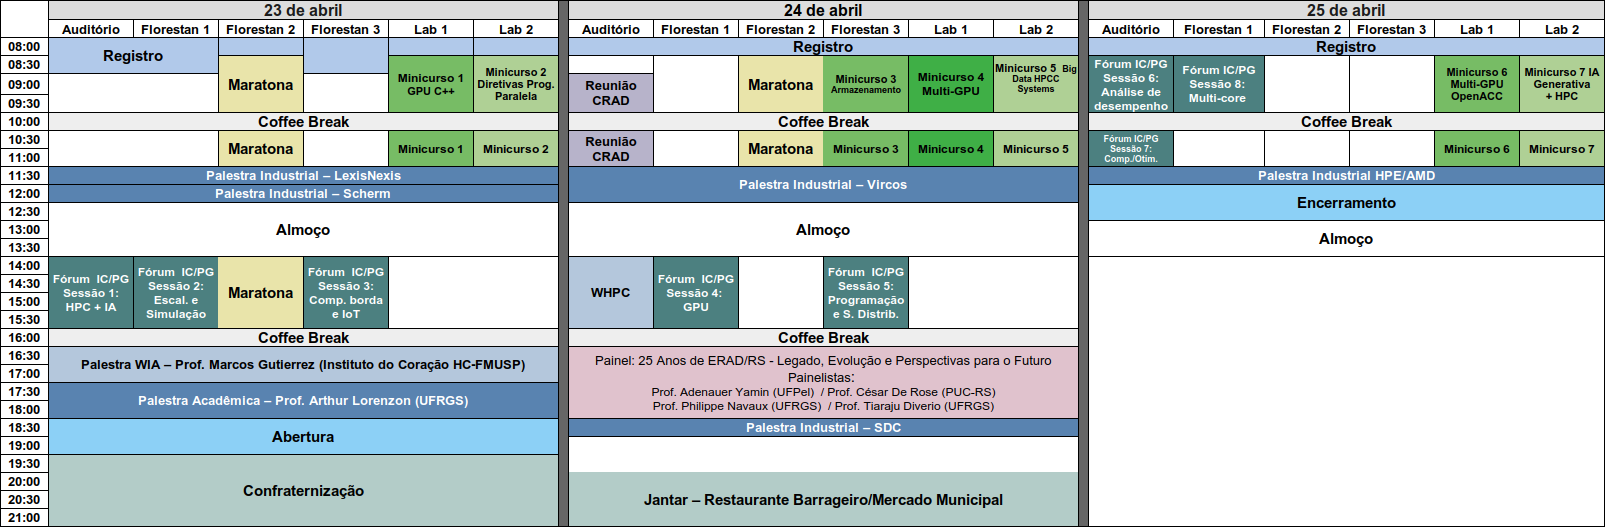 23 de abril 24 de abril 25 de abril
Auditório Florestan 1 Florestan 2 Florestan 3 Lab 1 Lab 2 Auditório Florestan 1 Florestan 2 Florestan 3 Lab 1 Lab 2 Auditório Florestan 1 Florestan 2 Florestan 3 Lab 1 Lab 2
08:00
08:30
09:00
09:30
10:00
10:30
11:00
11:30
12:00
12:30
13:00
13:30
14:00
14:30
15:00
15:30
16:00
16:30
17:00
17:30
18:00
18:30
19:00
19:30
20:00
20:30
21:00
Registro
Maratona
Minicurso 1
GPU C++
Minicurso 2
Diretivas Prog.
Paralela
Coffee Break
Maratona
Minicurso 1
Minicurso 2
Palestra Industrial – LexisNexis
Palestra Industrial – Scherm
Almoço
Fórum IC/PG
Sessão 1:
HPC + IA
Fórum IC/PG
Sessão 2:
Escal. e
Simulação
Maratona
Fórum IC/PG
Sessão 3:
Comp. borda
e IoT
Coffee Break
Palestra WIA – Prof. Marcos Gutierrez (Instituto do Coração HC-FMUSP)
Palestra Acadêmica – Prof. Arthur Lorenzon (UFRGS)
Abertura
Confraternização
Registro
Reunião
CRAD
Maratona
Minicurso 3
Armazenamento
Minicurso 4
Multi-GPU
Minicurso 5 Big
Data HPCC
Systems
Coffee Break
Reunião
CRAD
Maratona
Minicurso 3
Minicurso 4
Minicurso 5
Palestra Industrial – Vircos
Almoço
WHPC
Fórum IC/PG
Sessão 4:
GPU
Fórum IC/PG
Sessão 5:
Programação
e S. Distrib.
Coffee Break
Painel: 25 Anos de ERAD/RS - Legado, Evolução e Perspectivas para o Futuro
Painelistas:
Prof. Adenauer Yamin (UFPel) / Prof. César De Rose (PUC-RS)
Prof. Philippe Navaux (UFRGS) / Prof. Tiaraju Diverio (UFRGS)
Palestra Industrial – SDC
Jantar – Restaurante Barrageiro/Mercado Municipal
Registro
Fórum IC/PG
Sessão 6:
Análise de
desempenho
Fórum IC/PG
Sessão 8:
Multi-core
Minicurso 6
Multi-GPU
OpenACC
Minicurso 7 IA
Generativa
+ HPC
Coffee Break
Fórum IC/PG
Sessão 7:
Comp./Otim.
Minicurso 6
Minicurso 7
Palestra Industrial HPE/AMD
Encerramento
Almoço